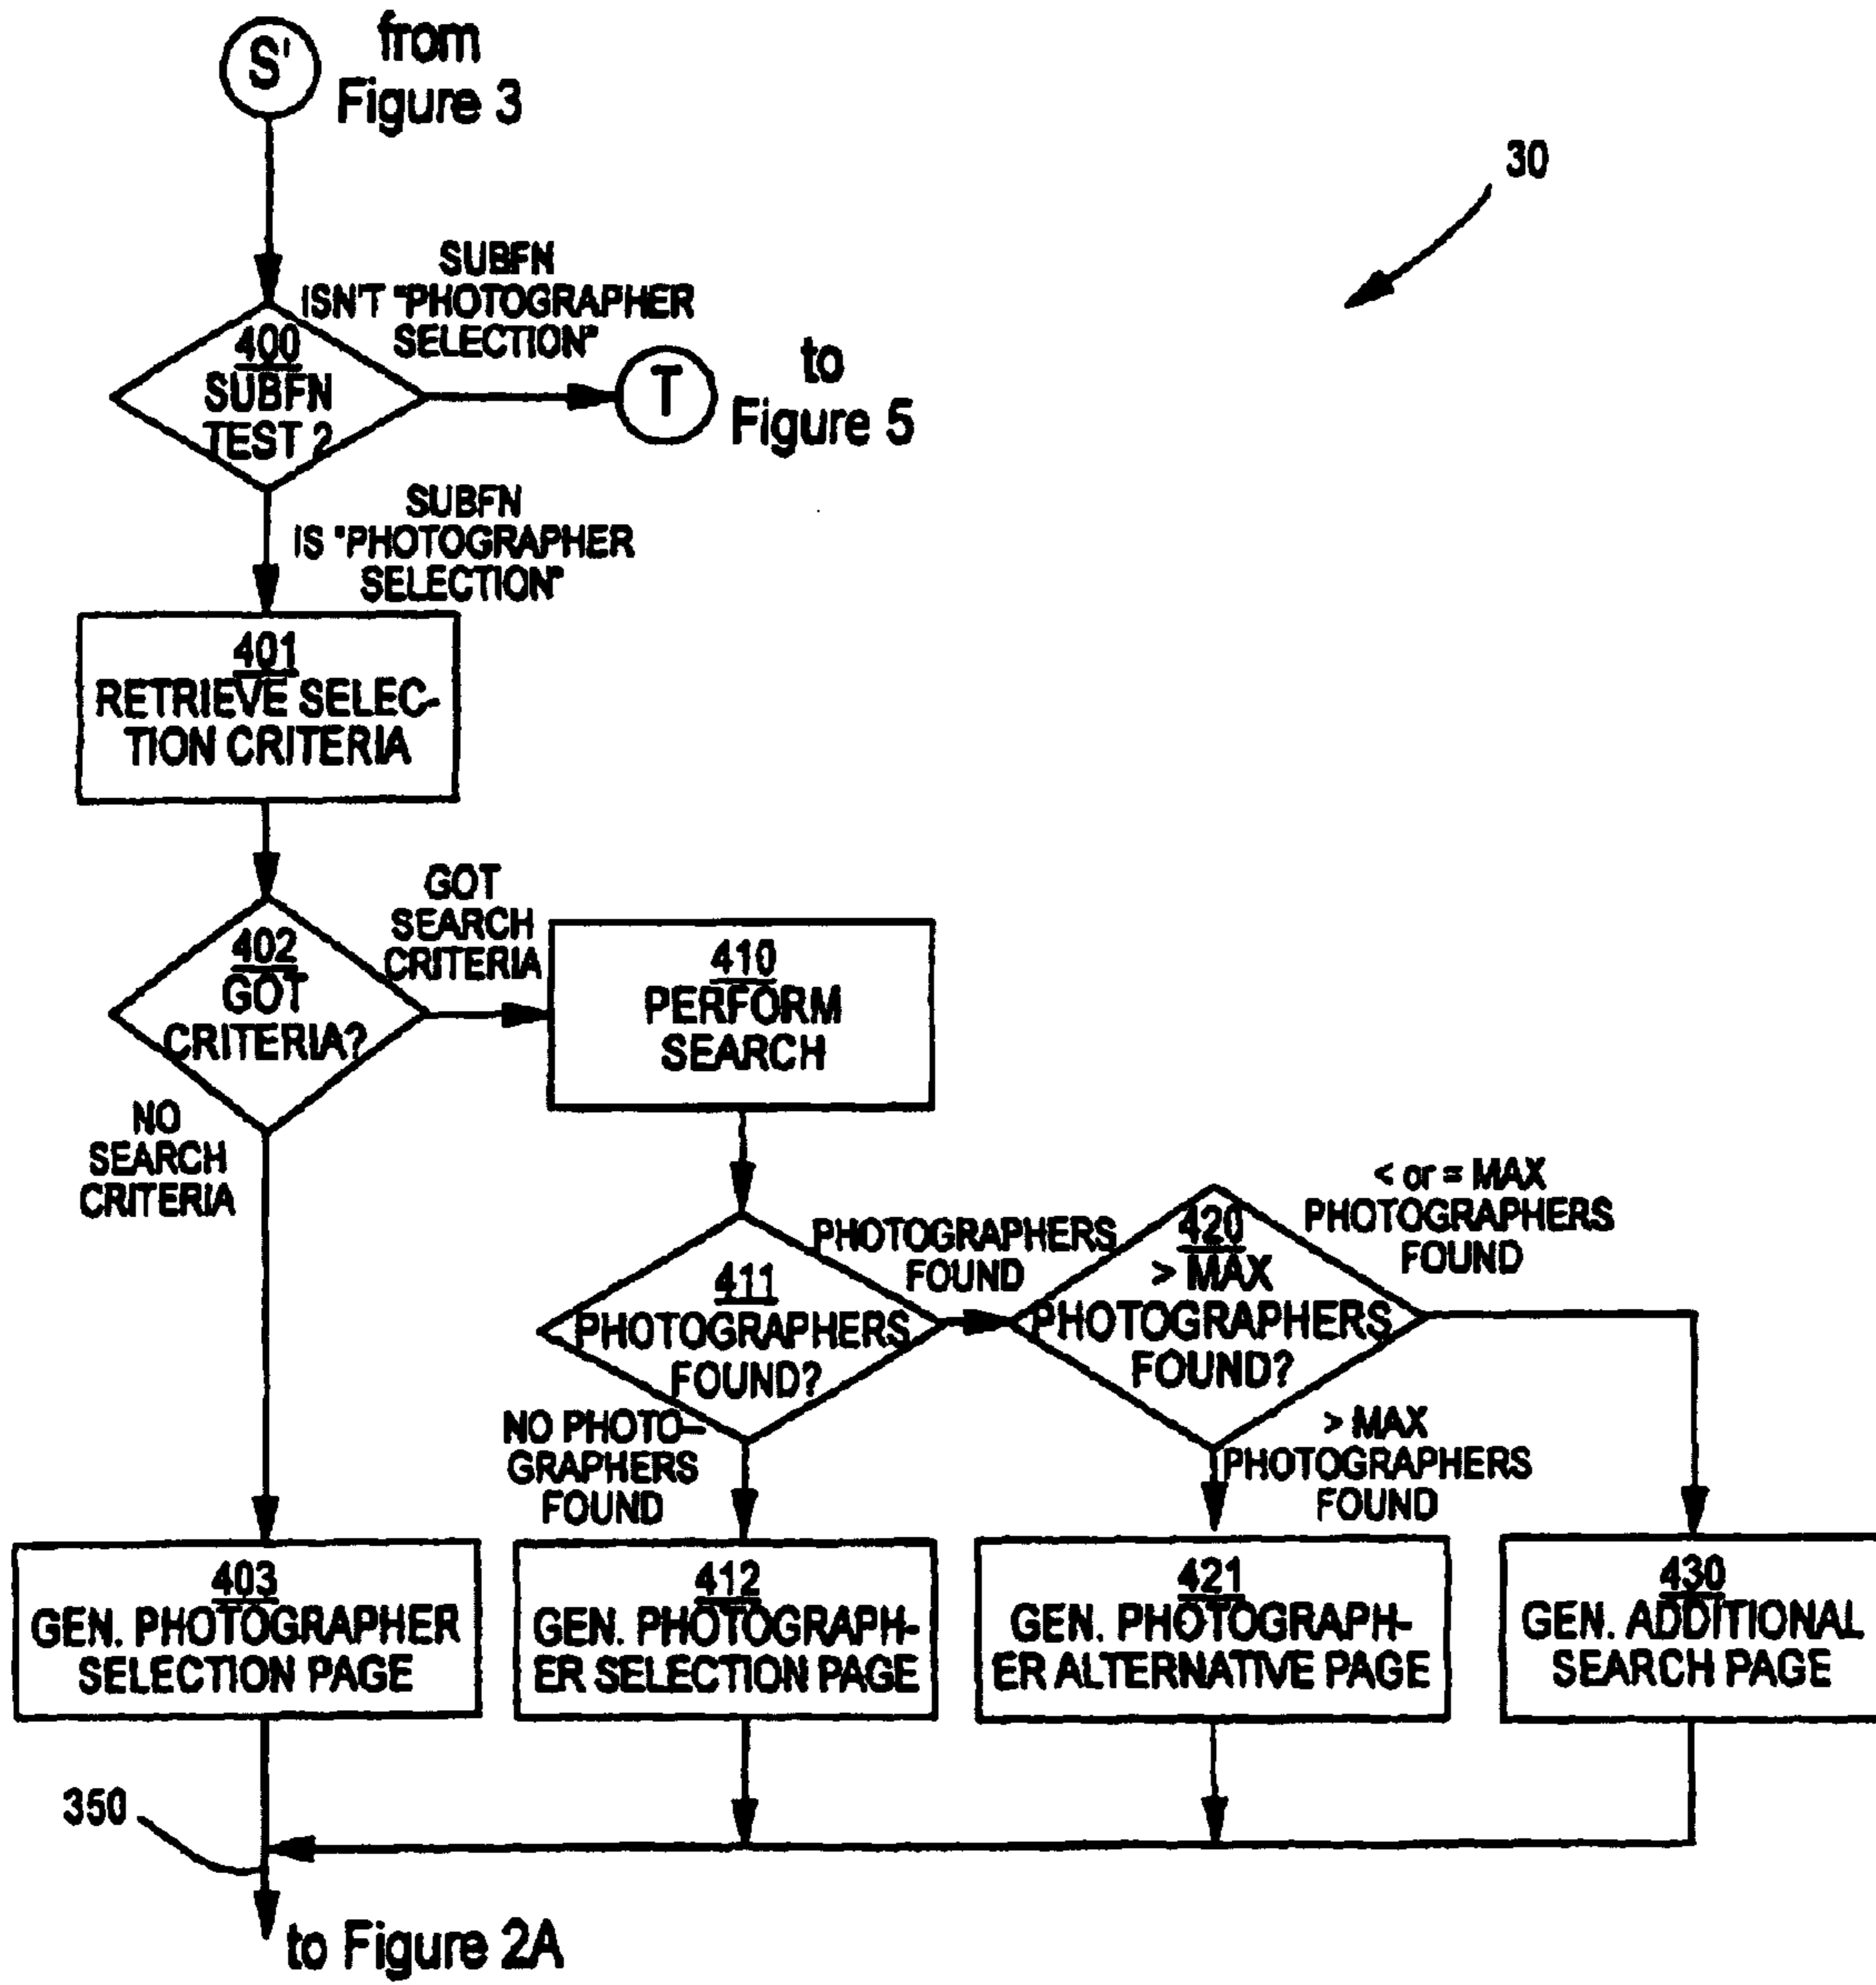 S'
from
Figure 3
30
SUBFN
ISN'T "PHOTOGRAPHER
SELECTION"
400
SUBFN
TEST 2
T
to
Figure 5
SUBFN
IS "PHOTOGRAPHER
SELECTION"
401
RETRIEVE SELEC-
TION CRITERIA
GOT
SEARCH
CRITERIA
402
GOT
CRITERIA?
410
PERFORM
SEARCH
NO
SEARCH
CRITERIA
PHOTOGRAPHERS
FOUND
411
PHOTOGRAPHERS
FOUND?
420
> MAX
PHOTOGRAPHERS
FOUND?
< or = MAX
PHOTOGRAPHERS
FOUND
NO PHOTO-
GRAPHERS
FOUND
> MAX
PHOTOGRAPHERS
FOUND
403
GEN. PHOTOGRAPHER
SELECTION PAGE
412
GEN. PHOTOGRAPH-
ER SELECTION PAGE
421
GEN. PHOTOGRAPH-
ER ALTERNATIVE PAGE
430
GEN. ADDITIONAL
SEARCH PAGE
350
to Figure 2A